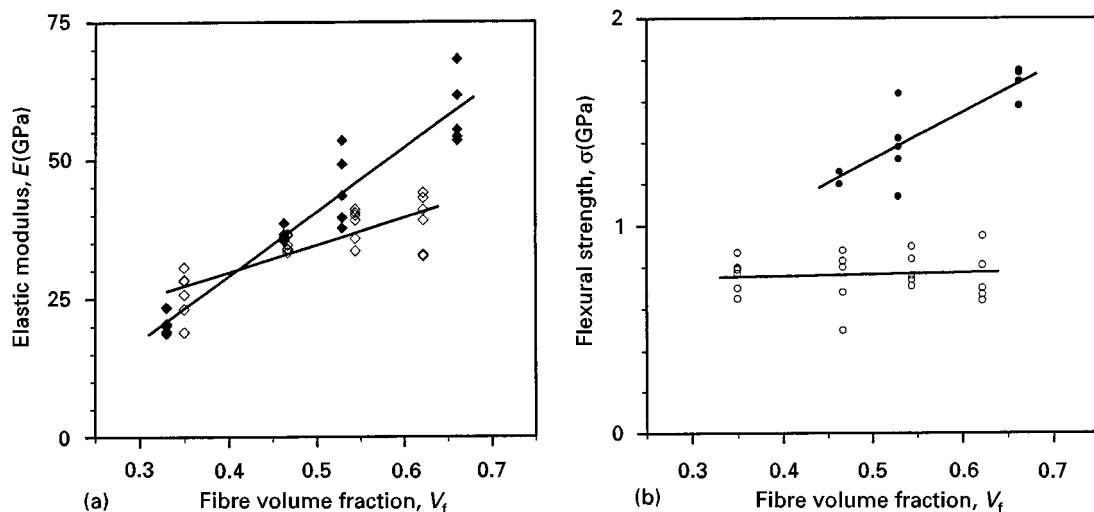 75
50
25
0
Elastic modulus, E(GPa)
0.3 0.4 0.5 0.6 0.7
(a) Fibre volume fraction, Vf
2
1
0
Flexural strength, σ(GPa)
0.3 0.4 0.5 0.6 0.7
(b) Fibre volume fraction, Vf